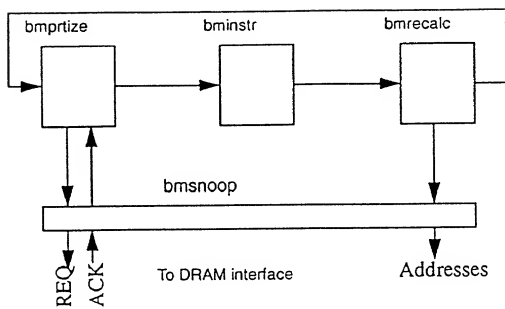 bmprtize bminstr bmrecalc
bmsnoop
REQ ACK To DRAM interface Addresses